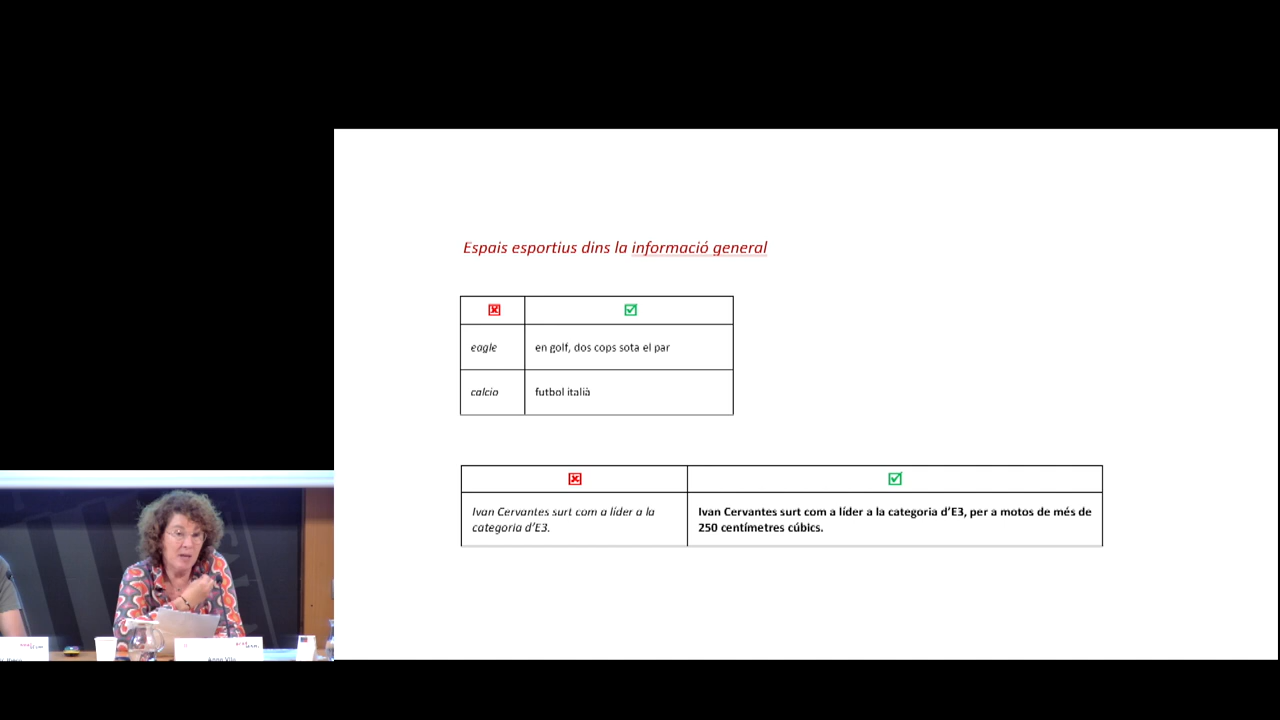 Espais esportius dins la informació general
eagle
en golf, dos cops sota el par
calcio
futbol italià
Ivan Cervantes surt com a líder a la
categoria d'E3.
Ivan Cervantes surt com a líder a la categoria d'E3, per a motos de més de
250 centímetres cúbics.